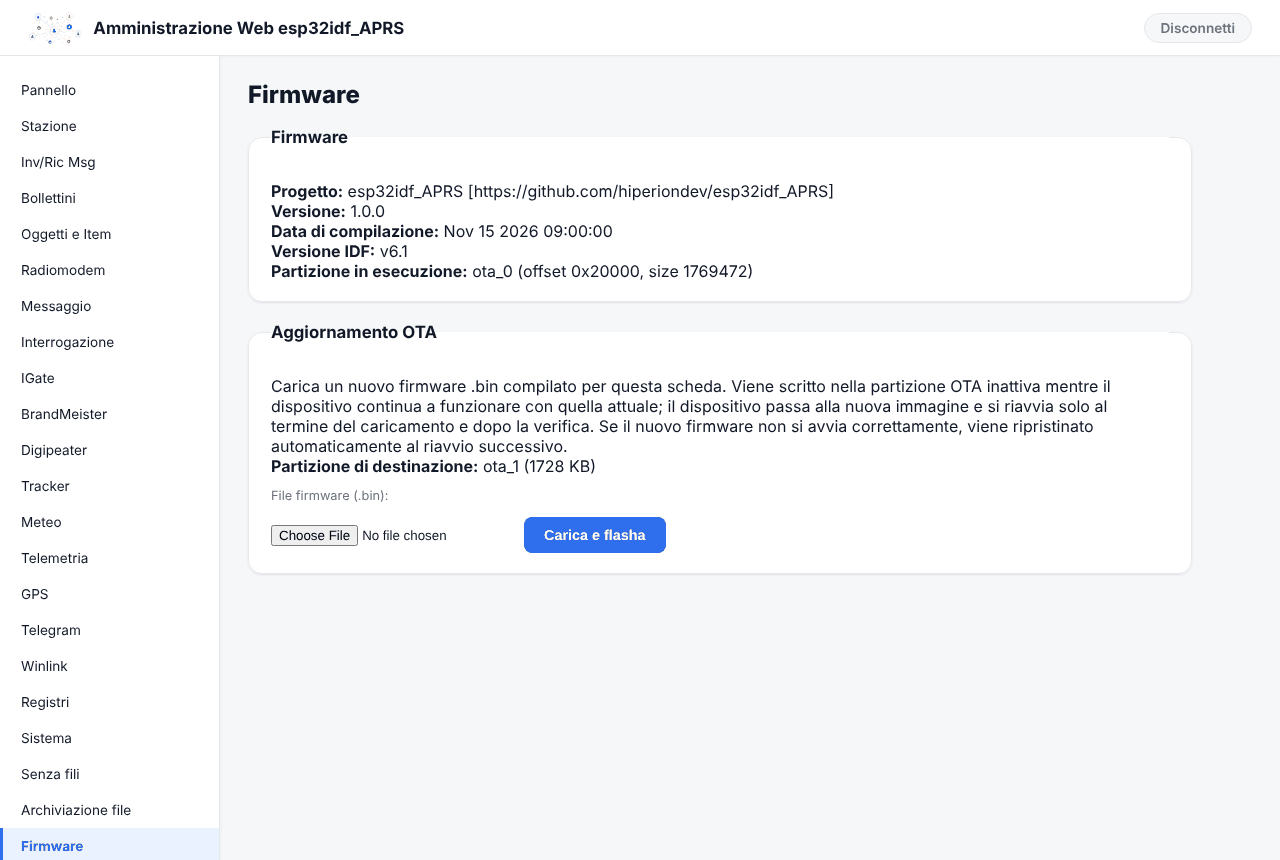 Amministrazione Web esp32idf_APRS
Disconnetti
Pannello
Stazione
Inv/Ric Msg
Bollettini
Oggetti e Item
Radiomodem
Messaggio
Interrogazione
IGate
BrandMeister
Digipeater
Tracker
Meteo
Telemetria
GPS
Telegram
Winlink
Registri
Sistema
Senza fili
Archiviazione file
Firmware
Firmware
Firmware
Progetto: esp32idf_APRS [https://github.com/hiperiondev/esp32idf_APRS]
Versione: 1.0.0
Data di compilazione: Nov 15 2026 09:00:00
Versione IDF: v6.1
Partizione in esecuzione: ota_0 (offset 0x20000, size 1769472)
Aggiornamento OTA
Carica un nuovo firmware .bin compilato per questa scheda. Viene scritto nella partizione OTA inattiva mentre il
dispositivo continua a funzionare con quella attuale; il dispositivo passa alla nuova immagine e si riavvia solo al
termine del caricamento e dopo la verifica. Se il nuovo firmware non si avvia correttamente, viene ripristinato
automaticamente al riavvio successivo.
Partizione di destinazione: ota_1 (1728 KB)
File firmware (.bin):
Choose File No file chosen
Carica e flasha